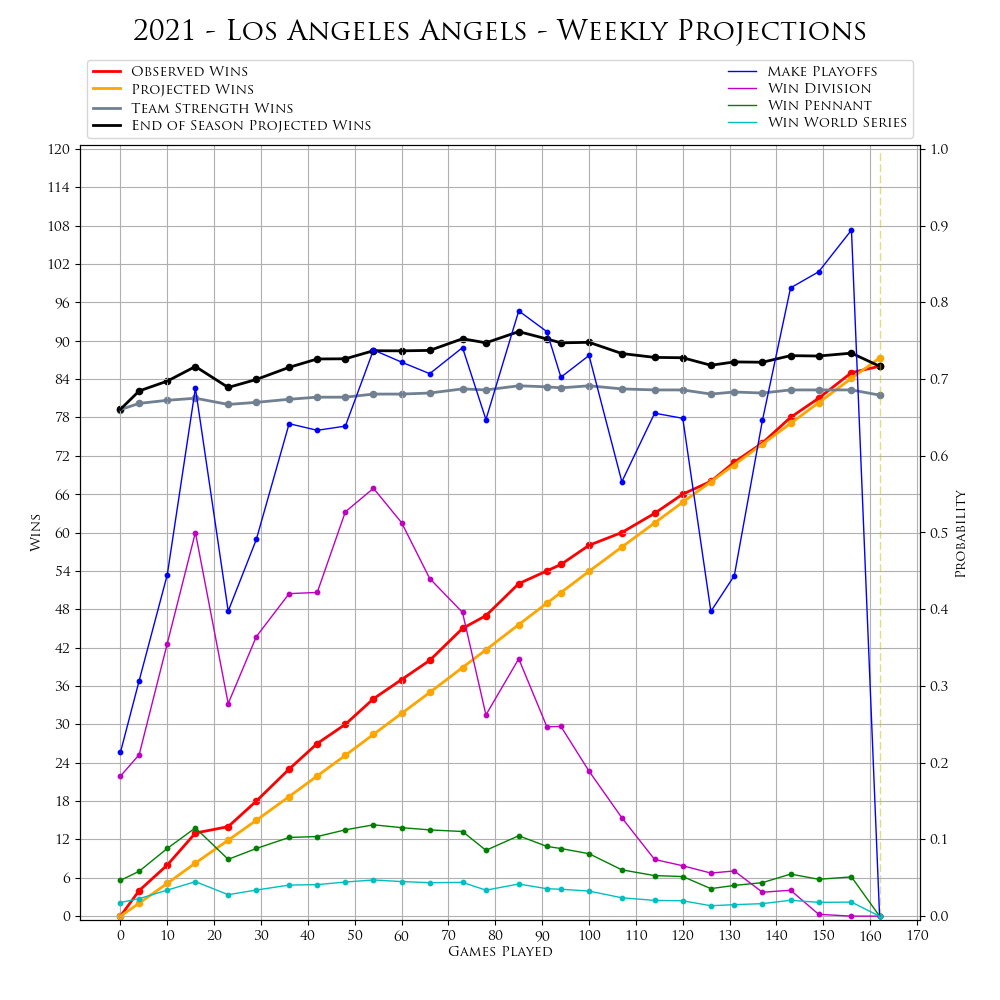 2021 - Los Angeles Angels - Weekly Projections
Observed Wins
Projected Wins
Team Strength Wins
End of Season Projected Wins
Make Playoffs
Win Division
Win Pennant
Win World Series
120
114
108
102
96
90
84
78
72
66
60
54
48
42
36
30
24
18
12
6
0
Wins
1.0
0.9
0.8
0.7
0.6
0.5
0.4
0.3
0.2
0.1
0.0
Probability
0 10 20 30 40 50 60 70 80 90 100 110 120 130 140 150 160 170
Games Played